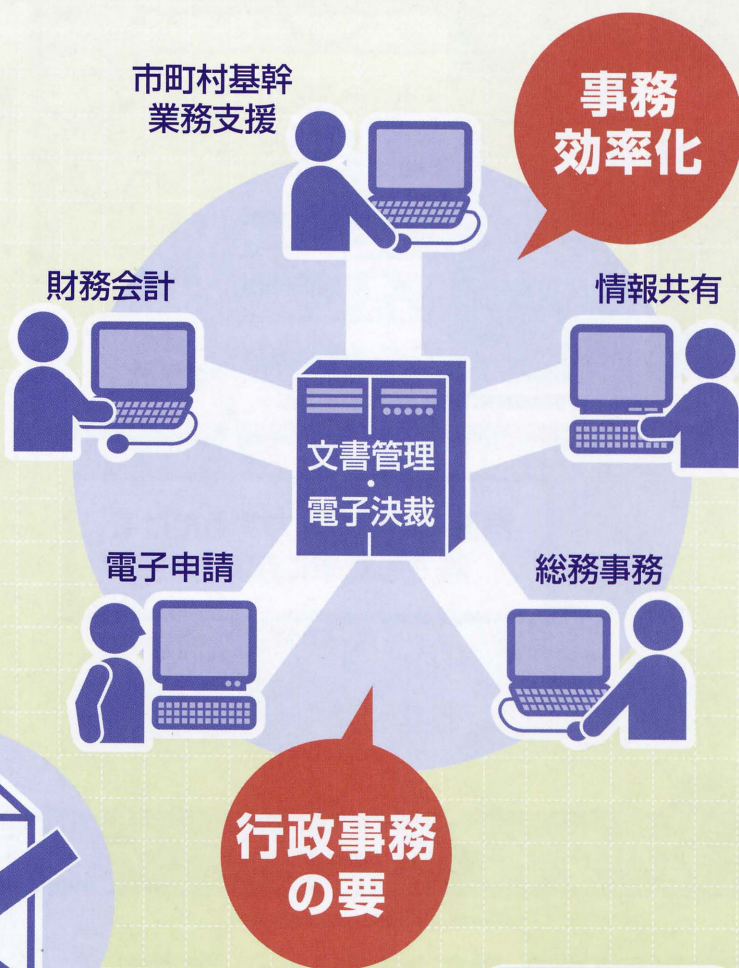 市町村基幹
業務支援
事務
効率化
財務会計
情報共有
文書管理
・
電子決裁
電子申請
総務事務
行政事務
の要